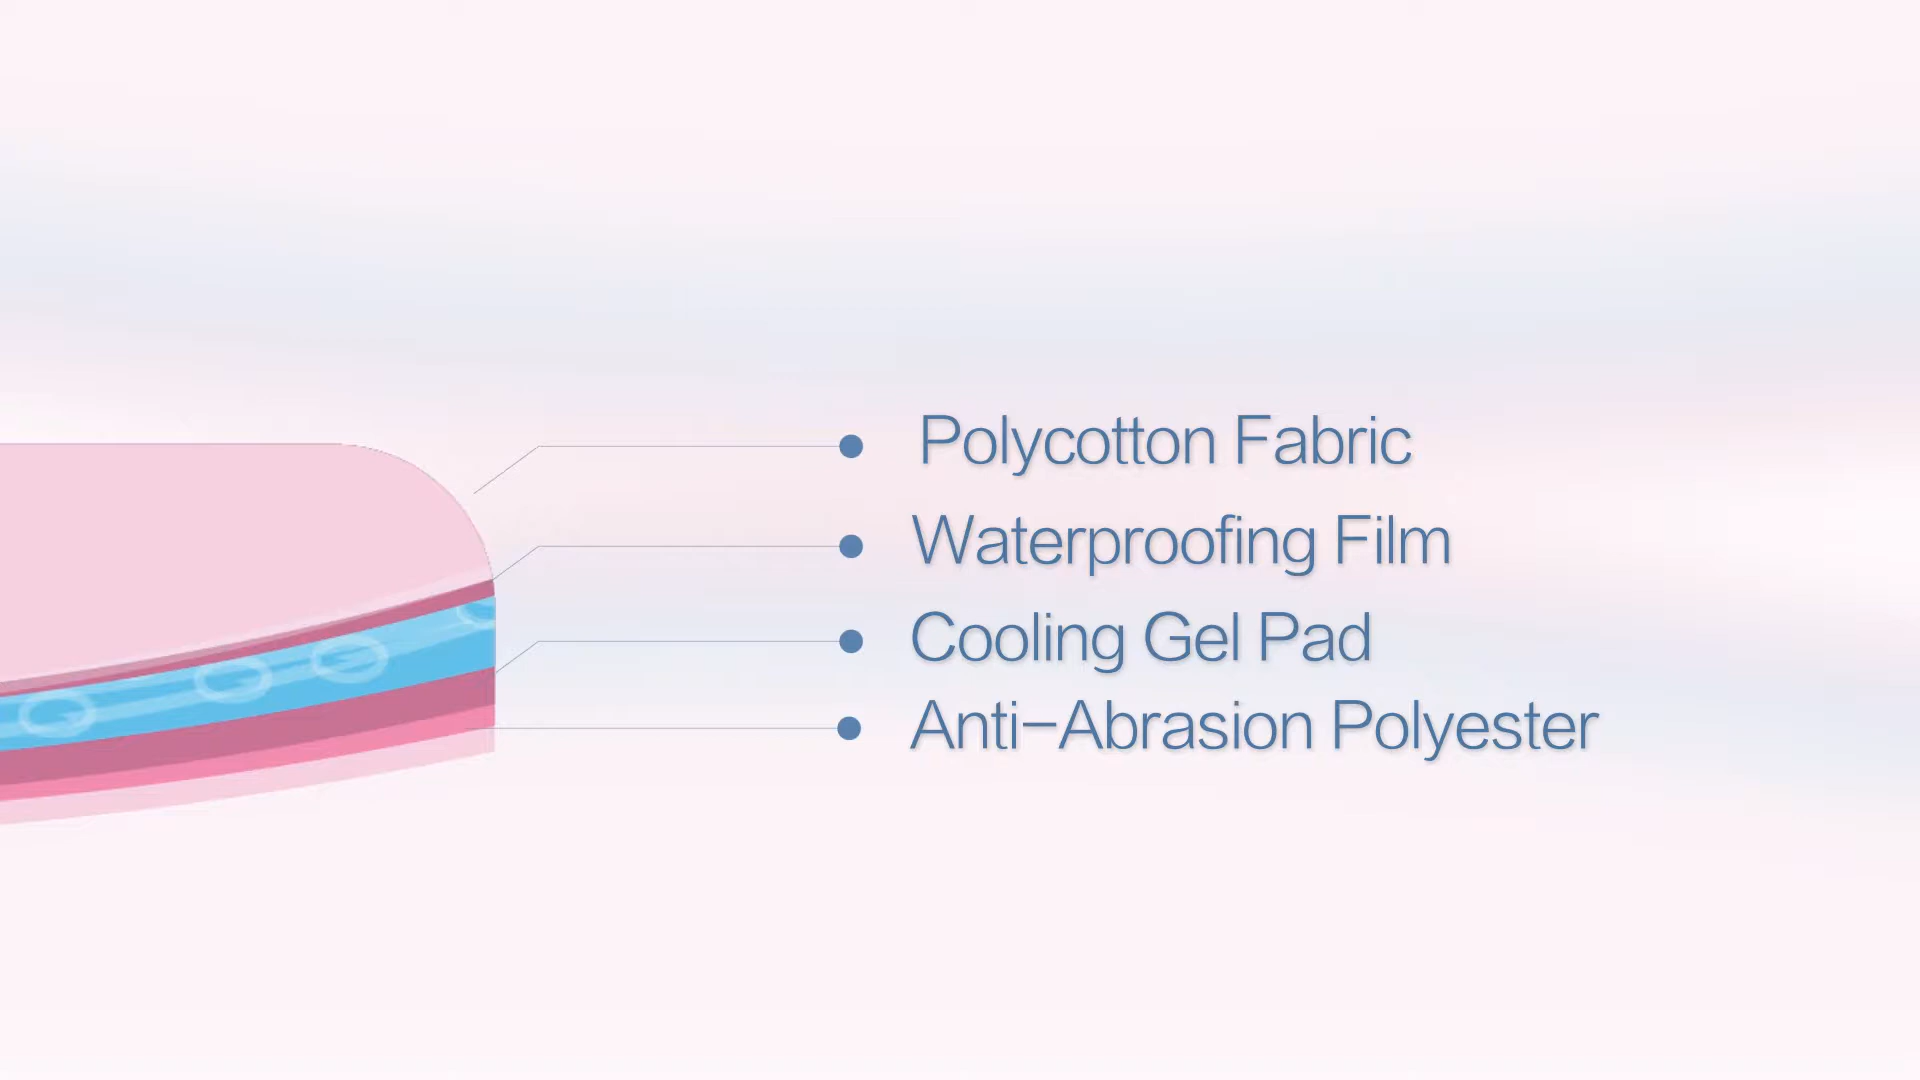 Polycotton Fabric
Waterproofing Film
Cooling Gel Pad
Anti-Abrasion Polyester